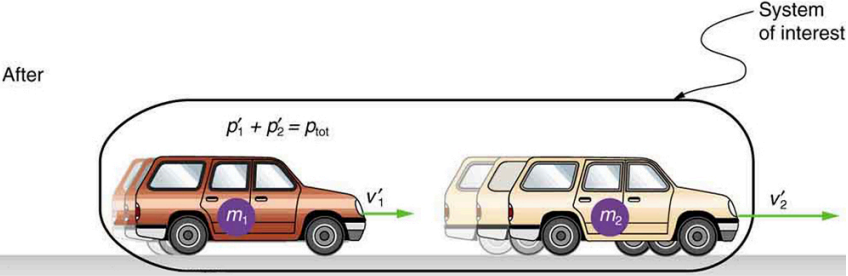 System
of interest
After
p′₁ + p′₂ = pₜₒₜ
v′₁
v′₂
m₁
m₂